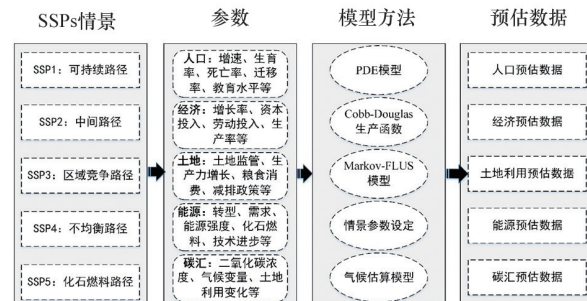 SSPs情景
参数
模型方法
预估数据
SSP1：可持续路径
SSP2：中间路径
SSP3：区域竞争路径
SSP4：不均衡路径
SSP5：化石燃料路径
人口：增速、生育
率、死亡率、迁移
率、教育水平等
经济：增长率、资本
投入、劳动投入、生
产率等
土地：土地监管、生
产力增长、粮食消
费、减排政策等
能源：转型、需求、
能源强度、化石燃
料、技术进步等
碳汇：二氧化碳浓
度、气候变量、土地
利用变化等
PDE模型
Cobb-Douglas
生产函数
Markov-FLUS
模型
情景参数设定
气候估算模型
人口预估数据
经济预估数据
土地利用预估数据
能源预估数据
碳汇预估数据